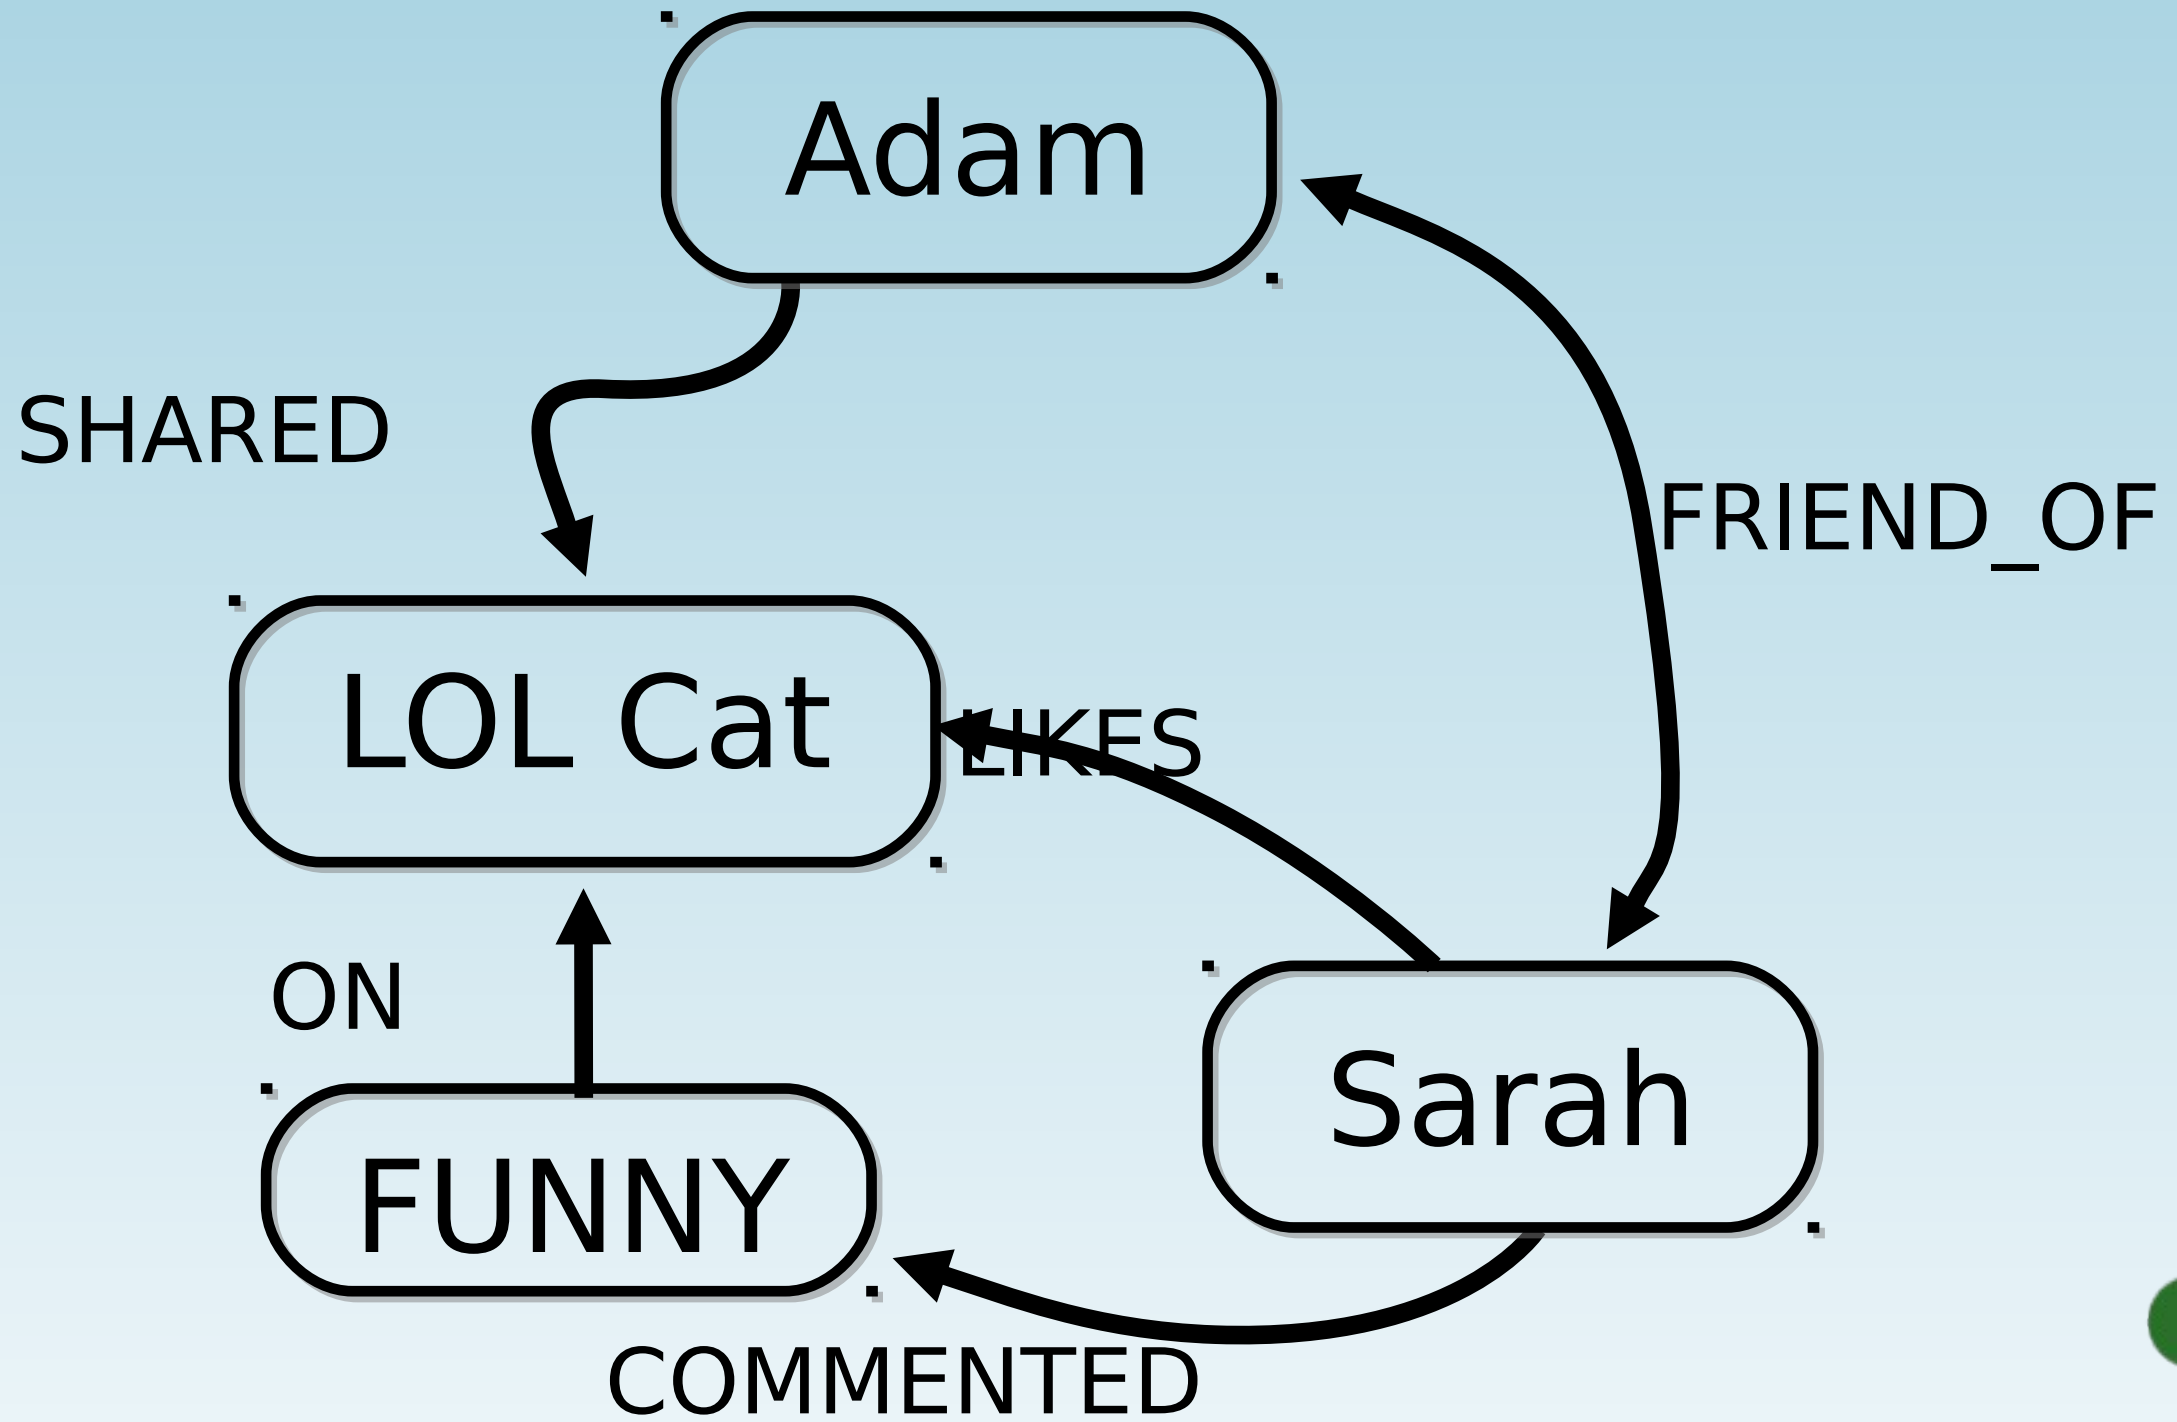 Adam
SHARED
FRIEND_OF
LOL Cat
LIKES
ON
Sarah
FUNNY
COMMENTED